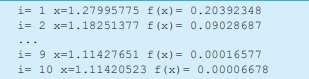 i= 1 x=1.27995775 f(x)= 0.20392348
i= 2 x=1.18251377 f(x)= 0.09028687
...
i= 9 x=1.11427651 f(x)= 0.00016577
i= 10 x=1.11420523 f(x)= 0.00006678